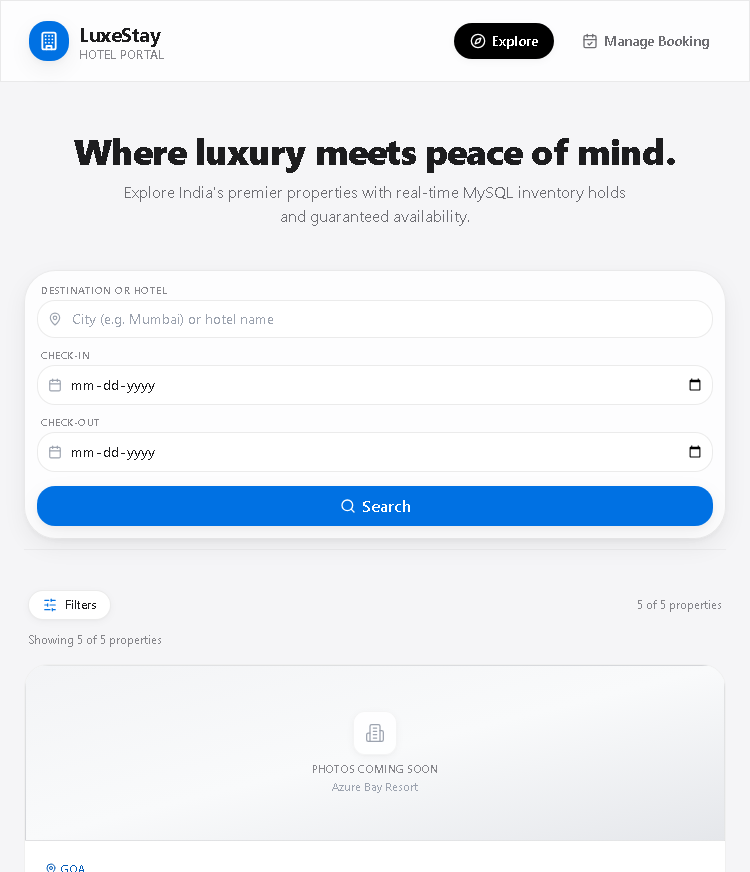 LuxeStay
HOTEL PORTAL
Explore
Manage Booking
Where luxury meets peace of mind.
Explore India's premier properties with real-time MySQL inventory holds
and guaranteed availability.
DESTINATION OR HOTEL
City (e.g. Mumbai) or hotel name
CHECK-IN
mm-dd-yyyy
CHECK-OUT
mm-dd-yyyy
Search
Filters
5 of 5 properties
Showing 5 of 5 properties
PHOTOS COMING SOON
Azure Bay Resort
GOA